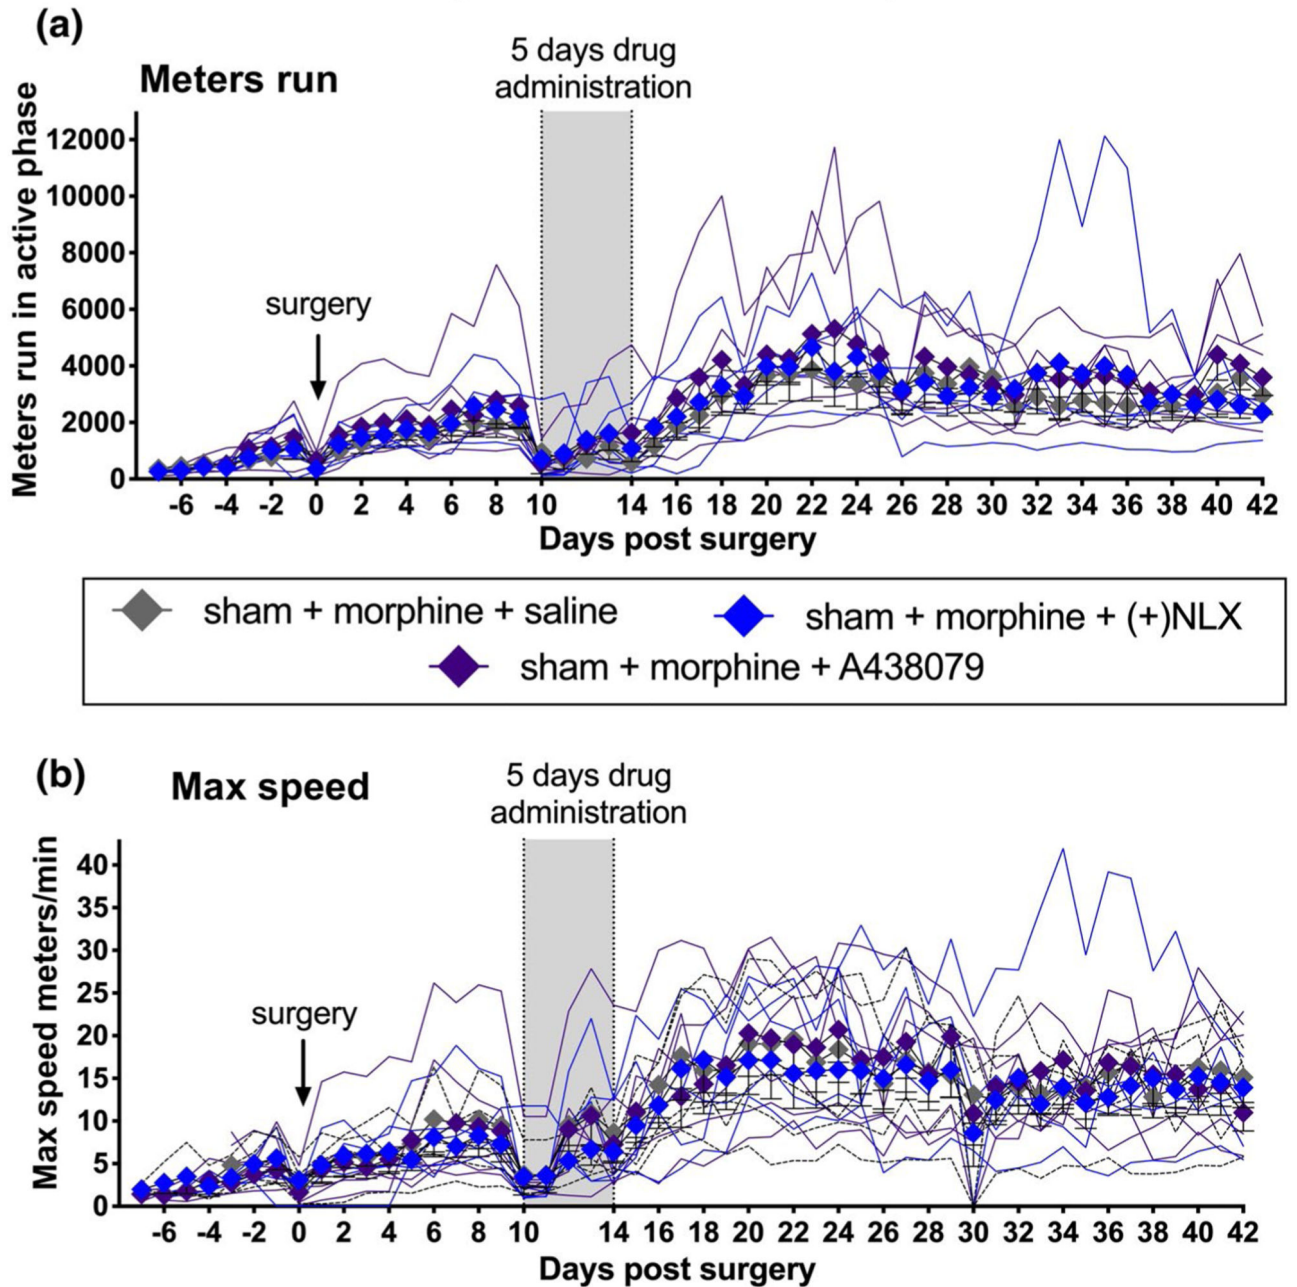 (a)
Meters run
5 days drug
administration
Meters run in active phase
12000
10000
8000
6000
4000
2000
0
surgery
-6 -4 -2 0 2 4 6 8 10 14 16 18 20 22 24 26 28 30 32 34 36 38 40 42
Days post surgery
sham + morphine + saline
sham + morphine + (+)NLX
sham + morphine + A438079
(b)
Max speed
5 days drug
administration
Max speed meters/min
40
35
30
25
20
15
10
5
0
surgery
-6 -4 -2 0 2 4 6 8 10 14 16 18 20 22 24 26 28 30 32 34 36 38 40 42
Days post surgery